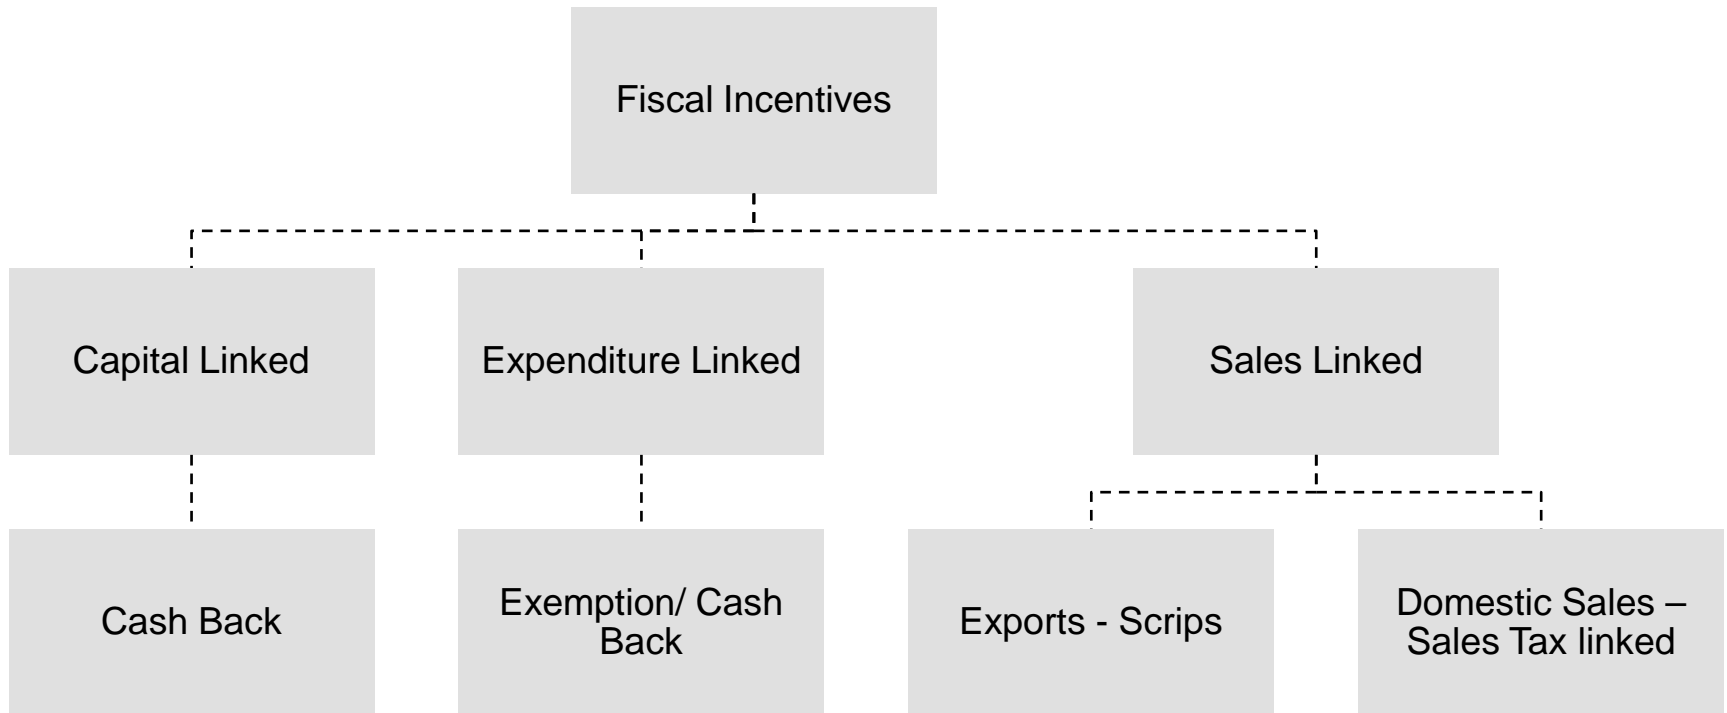 Fiscal Incentives
Capital Linked
Expenditure Linked
Sales Linked
Cash Back
Exemption/ Cash
Back
Exports - Scrips
Domestic Sales –
Sales Tax linked